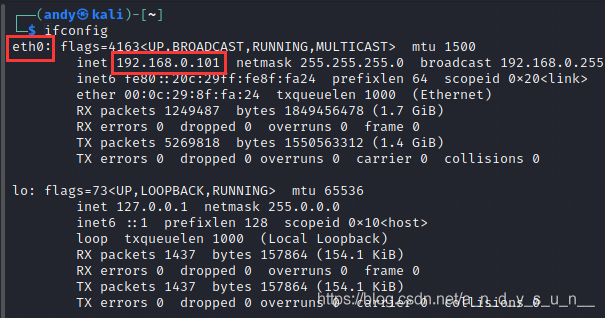 (andy㉿kali)-[~]
$ ifconfig
eth0: flags=4163<UP,BROADCAST,RUNNING,MULTICAST> mtu 1500
inet 192.168.0.101 netmask 255.255.255.0 broadcast 192.168.0.255
inet6 fe80::20c:29ff:fe8f:fa24 prefixlen 64 scopeid 0×20<link>
ether 00:0c:29:8f:fa:24 txqueuelen 1000 (Ethernet)
RX packets 1249487 bytes 1849456478 (1.7 GiB)
RX errors 0 dropped 0 overruns 0 frame 0
TX packets 5269818 bytes 1550563312 (1.4 GiB)
TX errors 0 dropped 0 overruns 0 carrier 0 collisions 0
lo: flags=73<UP,LOOPBACK,RUNNING> mtu 65536
inet 127.0.0.1 netmask 255.0.0.0
inet6 ::1 prefixlen 128 scopeid 0×10<host>
loop txqueuelen 1000 (Local Loopback)
RX packets 1437 bytes 157864 (154.1 KiB)
RX errors 0 dropped 0 overruns 0 frame 0
TX packets 1437 bytes 157864 (154.1 KiB)
TX errors 0 dropped 0 overruns 0 carrier 0 collisions 0
https://blog.csdn.net/a_n_d_y_s_u_n__